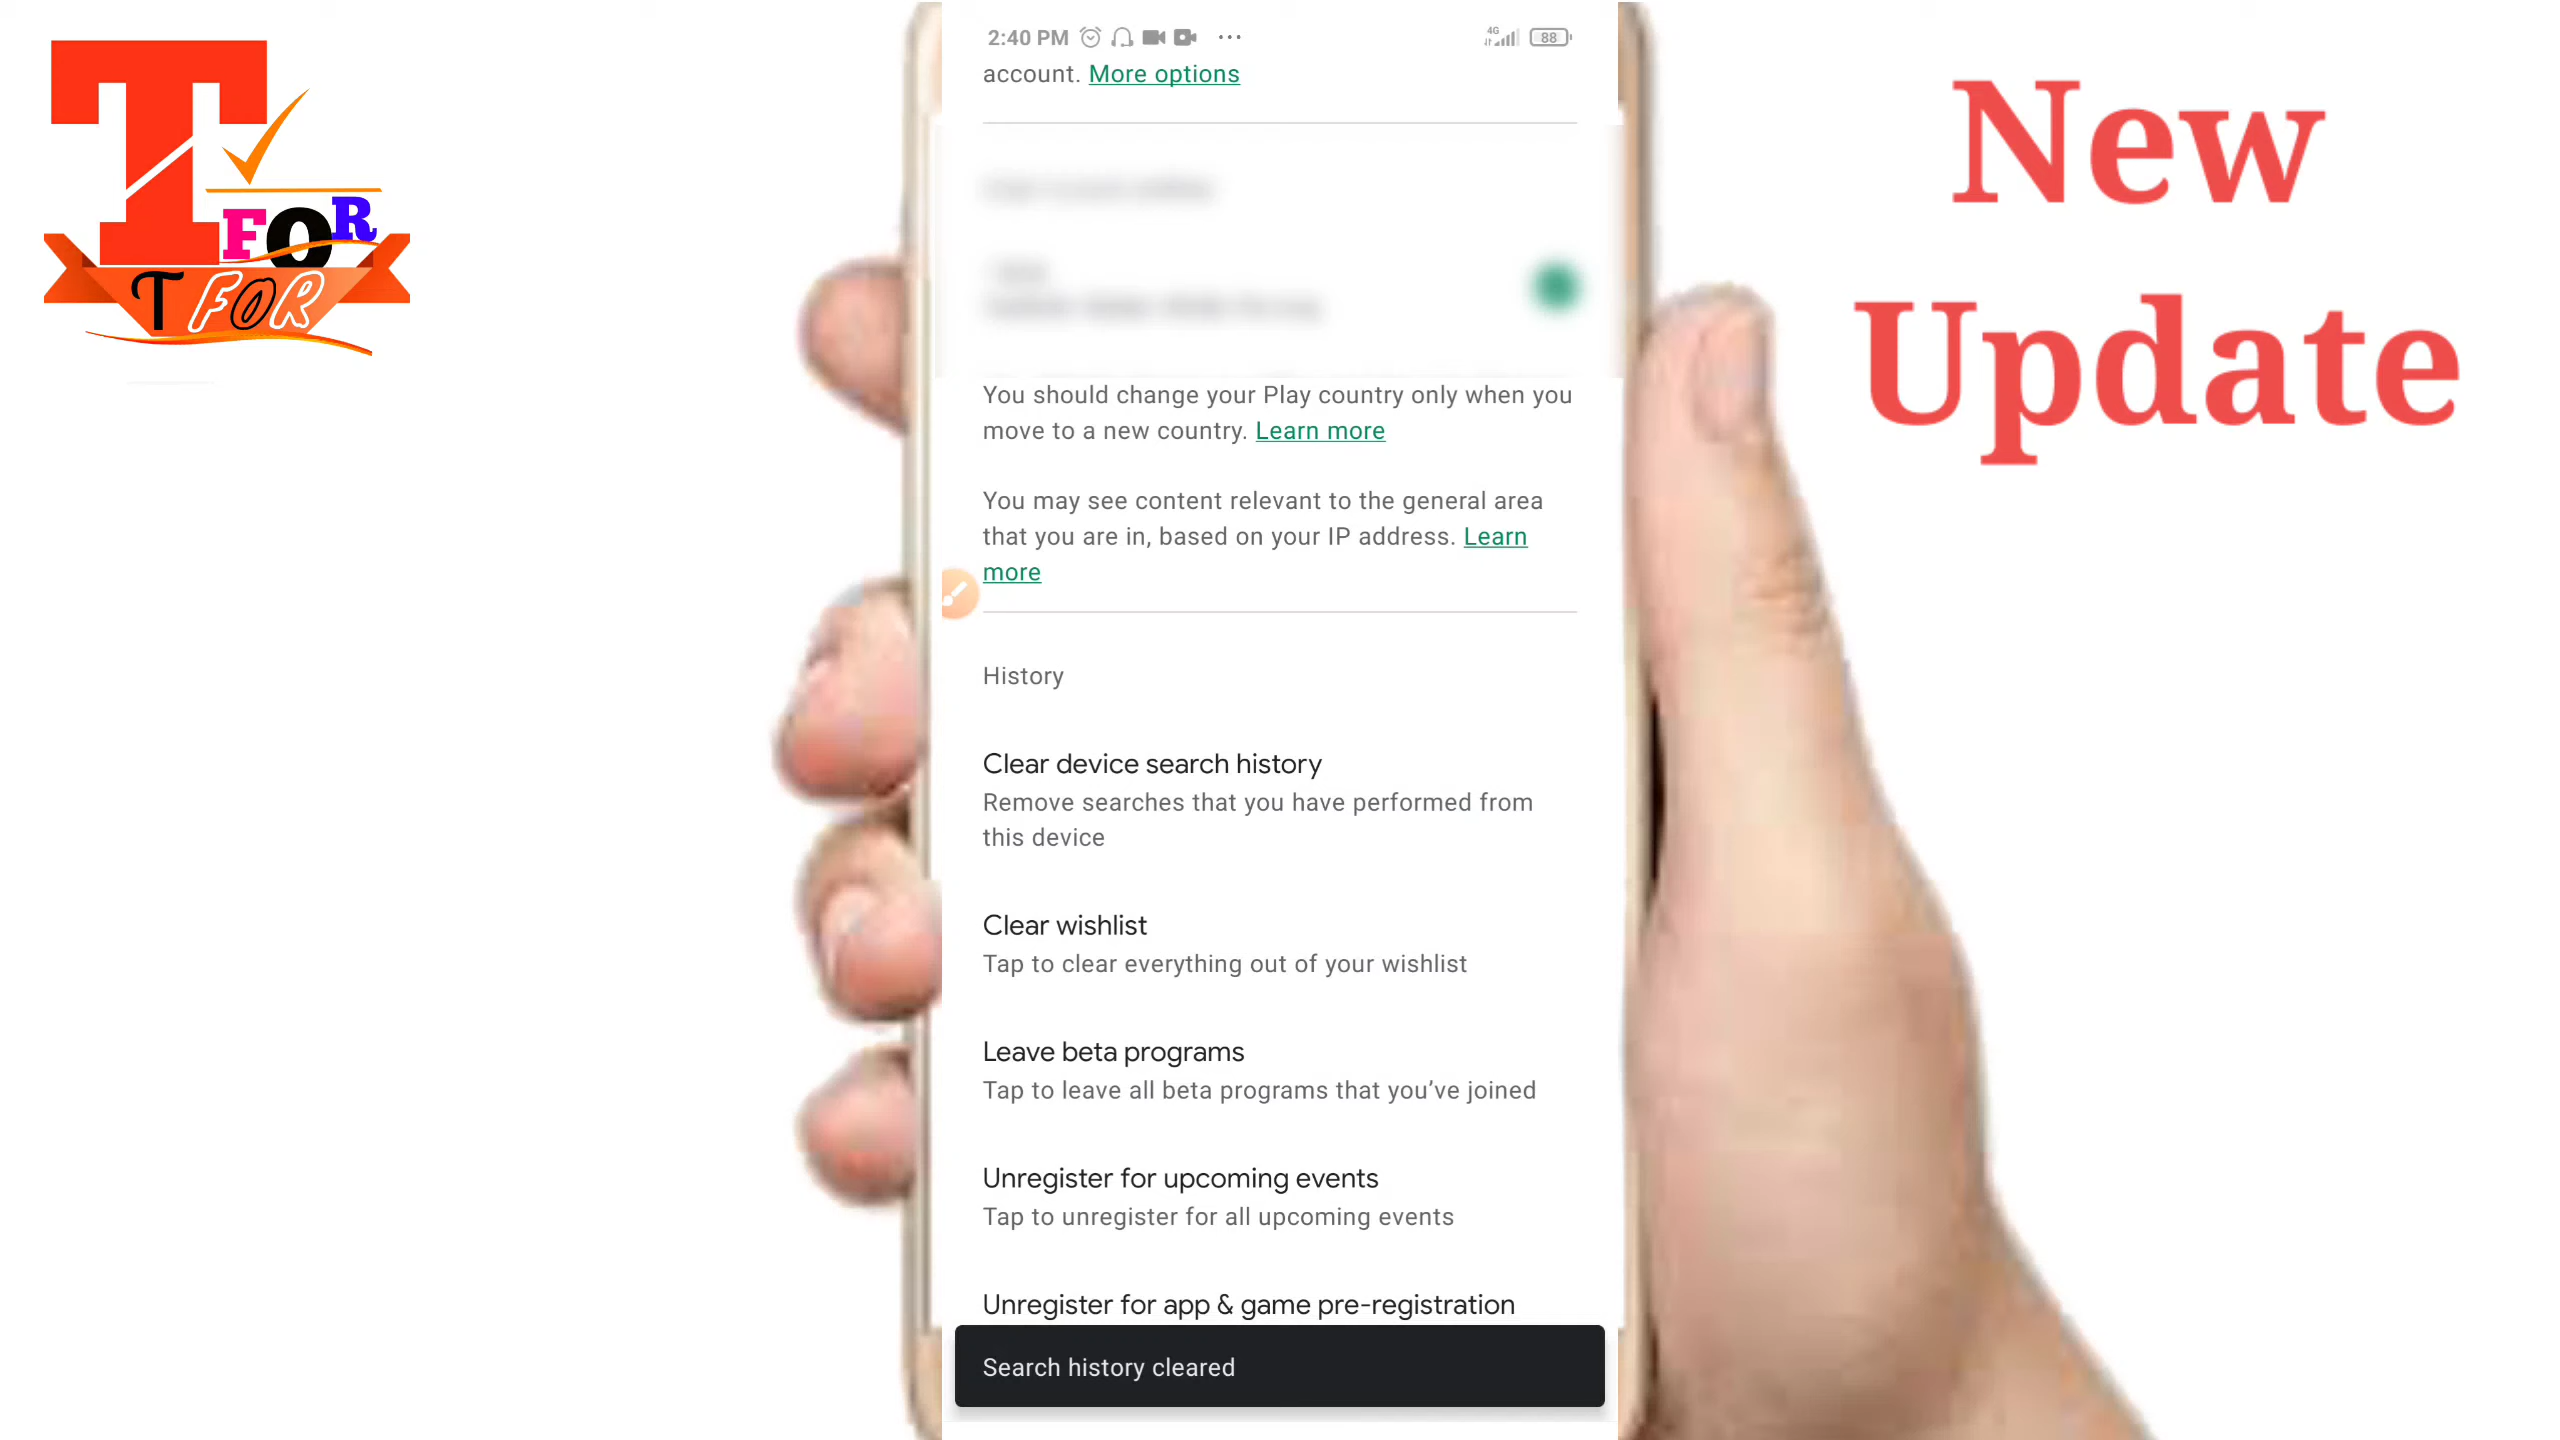 T
FOR
T FOR
New
Update
2:40 PM
4G
88
account. More options
You should change your Play country only when you
move to a new country. Learn more
You may see content relevant to the general area
that you are in, based on your IP address. Learn
more
History
Clear device search history
Remove searches that you have performed from
this device
Clear wishlist
Tap to clear everything out of your wishlist
Leave beta programs
Tap to leave all beta programs that you’ve joined
Unregister for upcoming events
Tap to unregister for all upcoming events
Unregister for app & game pre-registration
Search history cleared